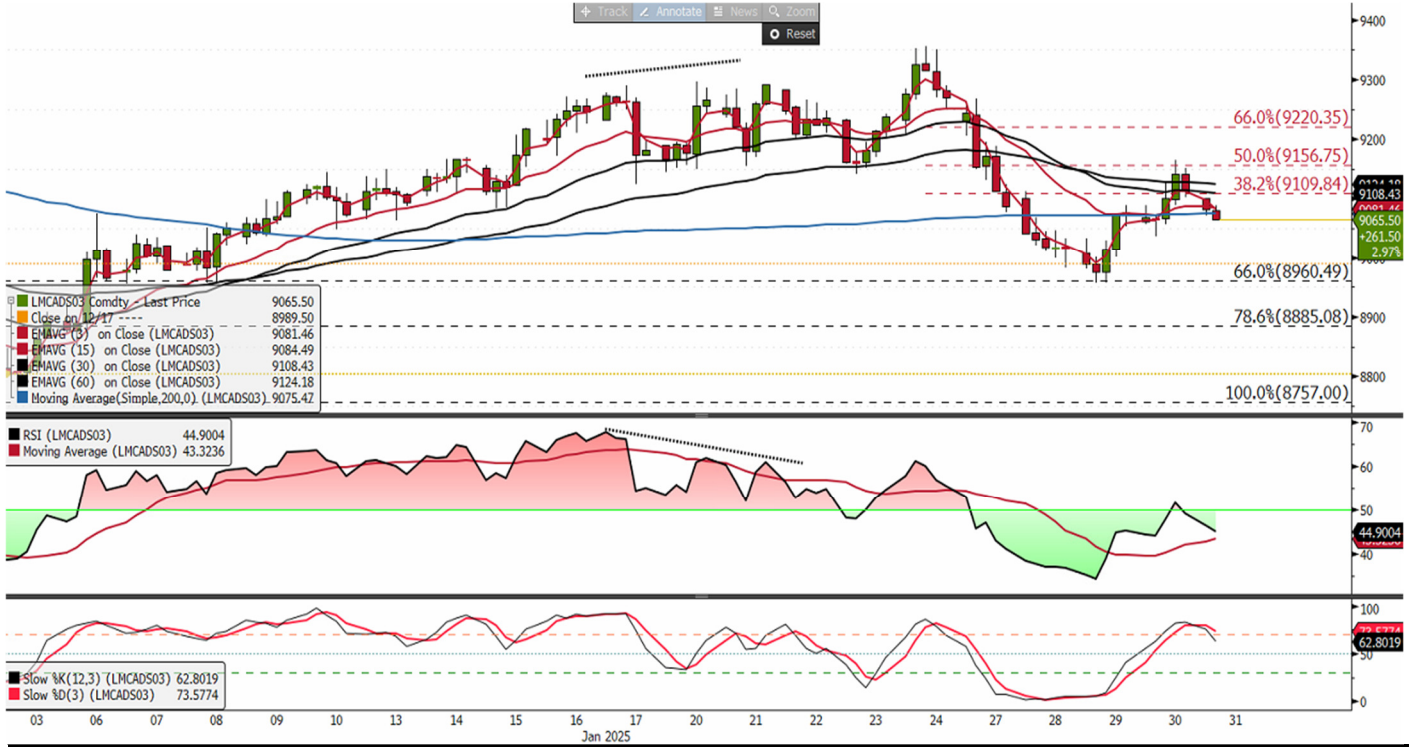 Track Annotate News Zoom
Reset
9400
9300
9200
9000
8900
8800
66.0%(9220.35)
50.0%(9156.75)
38.2%(9109.84)
66.0%(8960.49)
78.6%(8885.08)
100.0%(8757.00)
9124.18
9108.43
9081.46
9065.50
+261.50
2.97%
LMCADS03 Comdty - Last Price 9065.50
Close on 12/17 ---- 8989.50
EMAVG (3) on Close (LMCADS03) 9081.46
EMAVG (15) on Close (LMCADS03) 9084.49
EMAVG (30) on Close (LMCADS03) 9108.43
EMAVG (60) on Close (LMCADS03) 9124.18
Moving Average(Simple,200,0) (LMCADS03) 9075.47
RSI (LMCADS03) 44.9004
Moving Average (LMCADS03) 43.3236
70
60
50
44.9004
40
Slow %K(12,3) (LMCADS03) 62.8019
Slow %D(3) (LMCADS03) 73.5774
100
73.5774
62.8019
50
0
03 06 07 08 09 10 13 14 15 16 17 20 21 22 23 24 27 28 29 30 31
Jan 2025